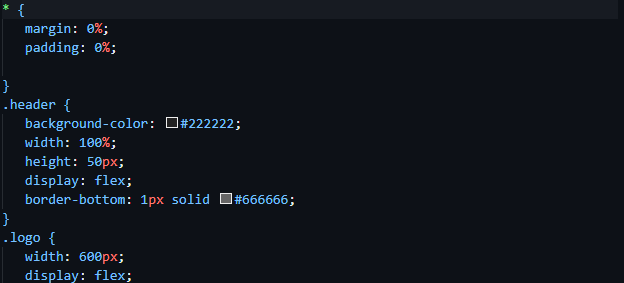 * {
margin: 0%;
padding: 0%;
}
.header {
background-color: #222222;
width: 100%;
height: 50px;
display: flex;
border-bottom: 1px solid #666666;
}
.logo {
width: 600px;
display: flex;